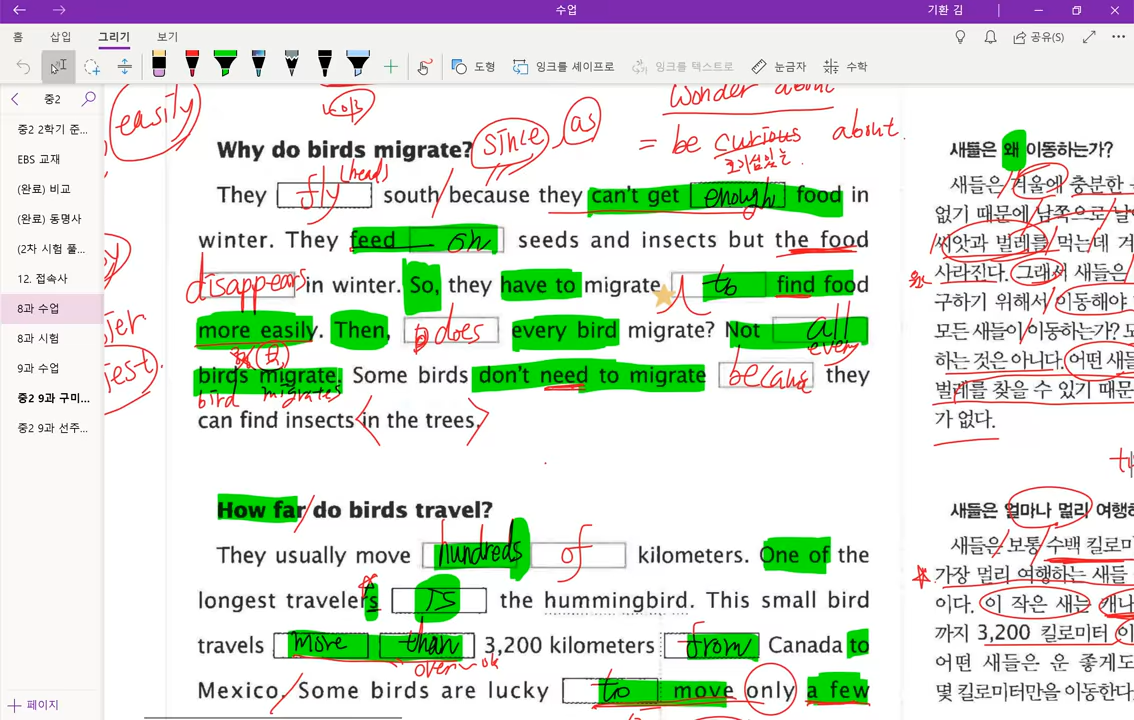 수업
기환 김
홈 삽입 그리기 보기
도형 잉크를 셰이프로 잉크를 텍스트로 눈금자 수학 공유(S)
중2
중2 2학기 준...
EBS 교재
(완료) 비교
(완료) 동명사
(2차 시험 풀...
12. 접속사
8과 수업
8과 시험
9과 수업
중2 9과 구미...
중2 9과 선주...
페이지
easily
wonder about
= be curious about
호기심있는
since, as
Why do birds migrate?
(head)
They fly south because they can't get enough food in
winter. They feed on seeds and insects but the food
disappears in winter. So, they have to migrate to find food
more easily. Then, does every bird migrate? Not all
every
birds migrate. Some birds don't need to migrate because they
bird migrates
can find insects in the trees.
How far do birds travel?
They usually move hundreds of kilometers. One of the
longest travelers is the hummingbird. This small bird
travels more than 3,200 kilometers from Canada to
over
Mexico. Some birds are lucky to move only a few
새들은 왜 이동하는가?
새들은 겨울에 충분한
없기 때문에 남쪽으로
씨앗과 벌레를 먹는데 겨
사라진다. 그래서 새들은
구하기 위해서 이동해야
모든 새들이 이동하는가?
하는 것은 아니다. 어떤 새
벌레를 찾을 수 있기 때문
가 없다.
새들은 얼마나 멀리 여행하
새들은 보통 수백 킬로미
가장 멀리 여행하는 새들
이다. 이 작은 새는 캐나
까지 3,200 킬로미터
어떤 새들은 운 좋게도
몇 킬로미터만을 이동한다